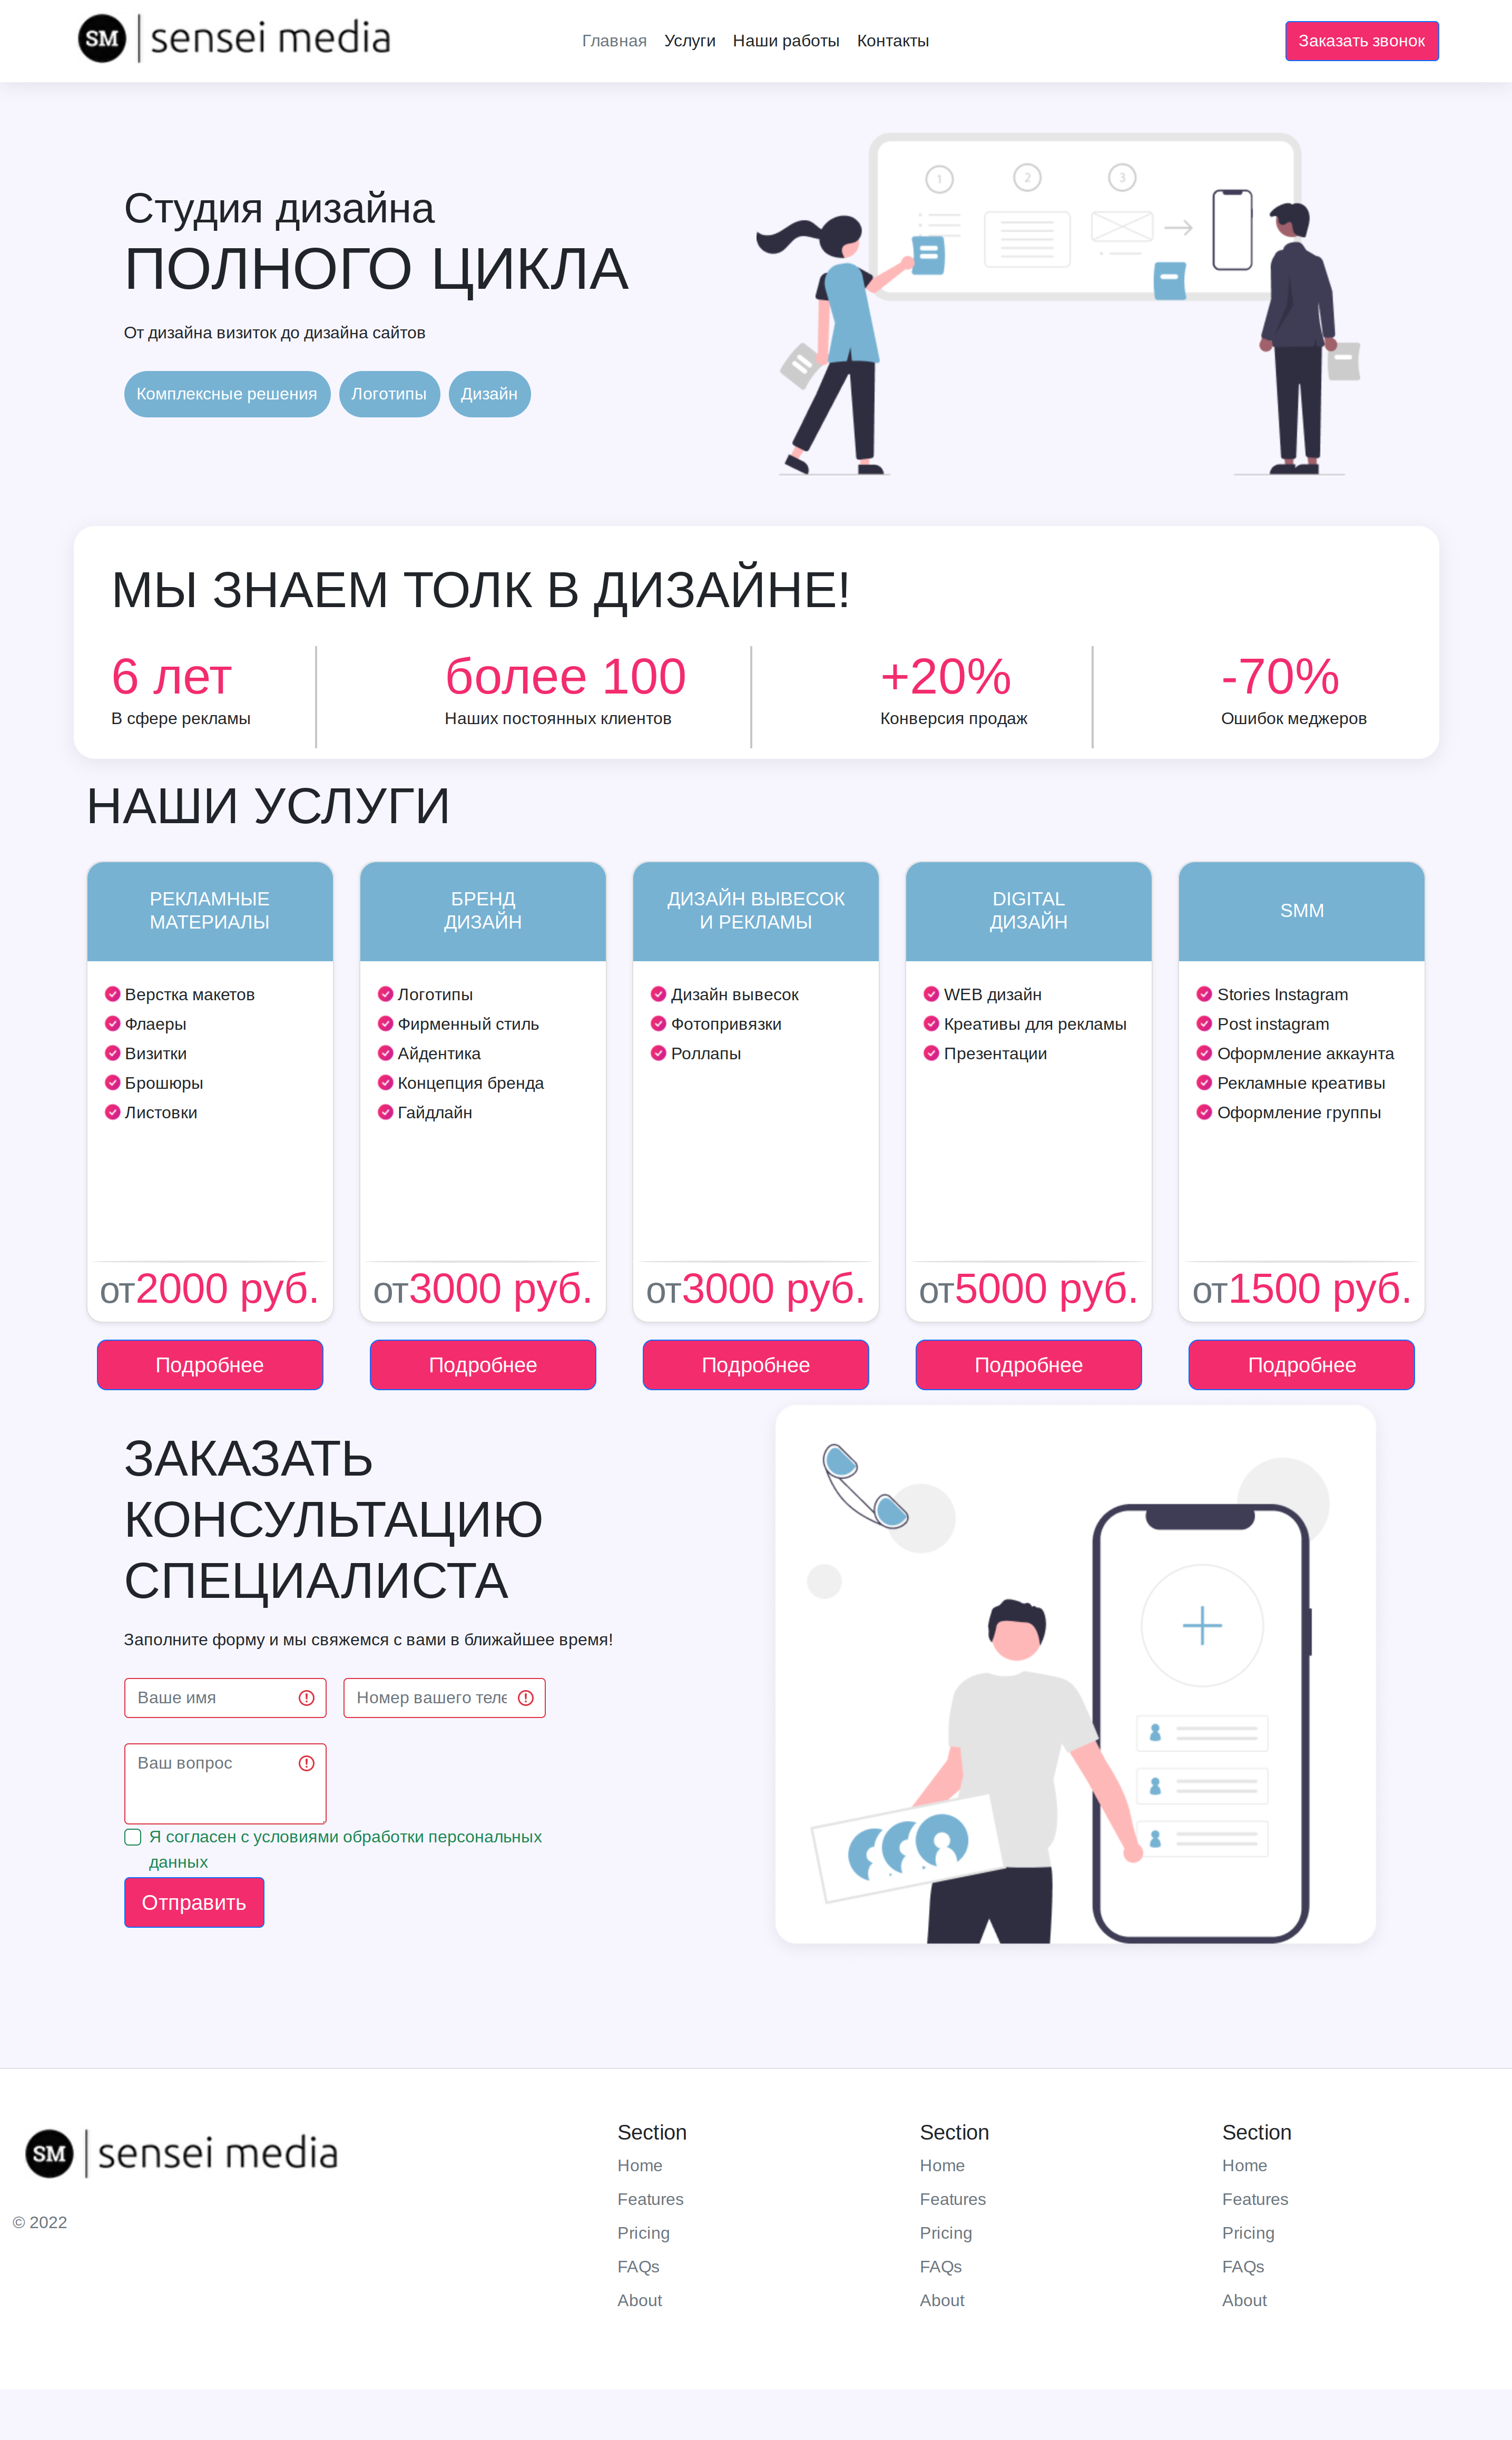 SM sensei media
Главная Услуги Наши работы Контакты
Заказать звонок
Студия дизайна
ПОЛНОГО ЦИКЛА
От дизайна визиток до дизайна сайтов
Комплексные решения Логотипы Дизайн
1 2 3
МЫ ЗНАЕМ ТОЛК В ДИЗАЙНЕ!
6 лет
В сфере рекламы
более 100
Наших постоянных клиентов
+20%
Конверсия продаж
-70%
Ошибок меджеров
НАШИ УСЛУГИ
РЕКЛАМНЫЕ
МАТЕРИАЛЫ
Верстка макетов
Флаеры
Визитки
Брошюры
Листовки
от2000 руб.
Подробнее
БРЕНД
ДИЗАЙН
Логотипы
Фирменный стиль
Айдентика
Концепция бренда
Гайдлайн
от3000 руб.
Подробнее
ДИЗАЙН ВЫВЕСОК
И РЕКЛАМЫ
Дизайн вывесок
Фотопривязки
Роллапы
от3000 руб.
Подробнее
DIGITAL
ДИЗАЙН
WEB дизайн
Креативы для рекламы
Презентации
от5000 руб.
Подробнее
SMM
Stories Instagram
Post instagram
Оформление аккаунта
Рекламные креативы
Оформление группы
от1500 руб.
Подробнее
ЗАКАЗАТЬ
КОНСУЛЬТАЦИЮ
СПЕЦИАЛИСТА
Заполните форму и мы свяжемся с вами в ближайшее время!
Ваше имя
Номер вашего теле
Ваш вопрос
Я согласен с условиями обработки персональных
данных
Отправить
SM sensei media
© 2022
Section
Home
Features
Pricing
FAQs
About
Section
Home
Features
Pricing
FAQs
About
Section
Home
Features
Pricing
FAQs
About